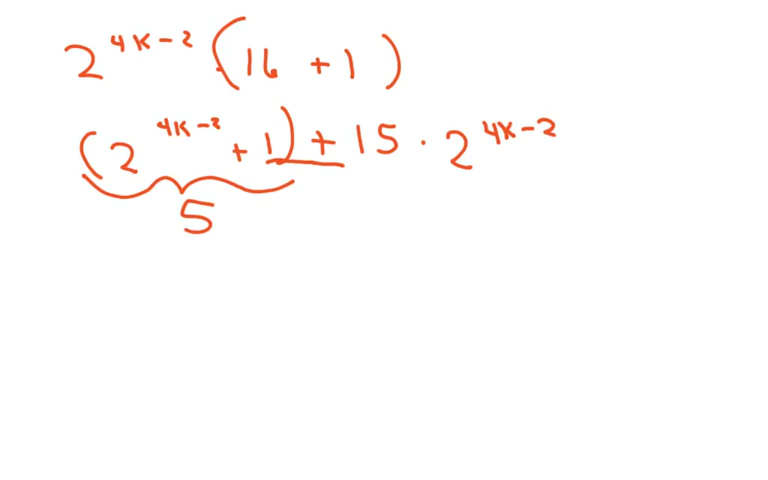 2^{4k-2} (16 + 1)
(2^{4k-2} + 1) + 15 · 2^{4k-2}
5